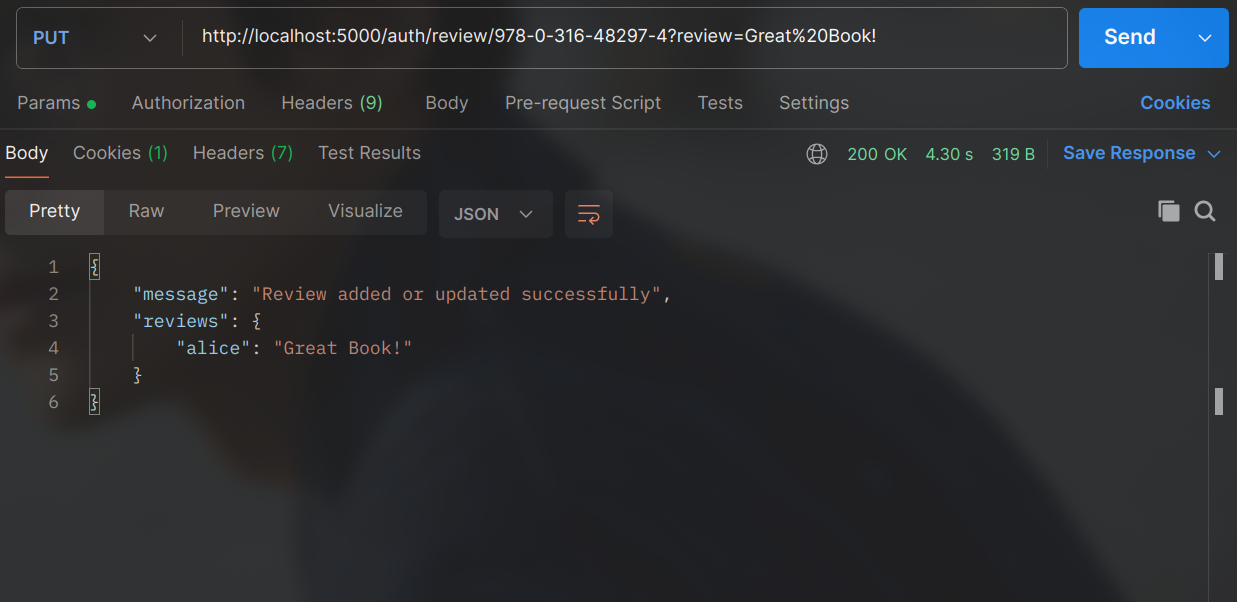 PUT http://localhost:5000/auth/review/978-0-316-48297-4?review=Great%20Book! Send
Params Authorization Headers (9) Body Pre-request Script Tests Settings Cookies
Body Cookies (1) Headers (7) Test Results 200 OK 4.30 s 319 B Save Response
Pretty Raw Preview Visualize JSON
1 {
2 "message": "Review added or updated successfully",
3 "reviews": {
4 "alice": "Great Book!"
5 }
6 }